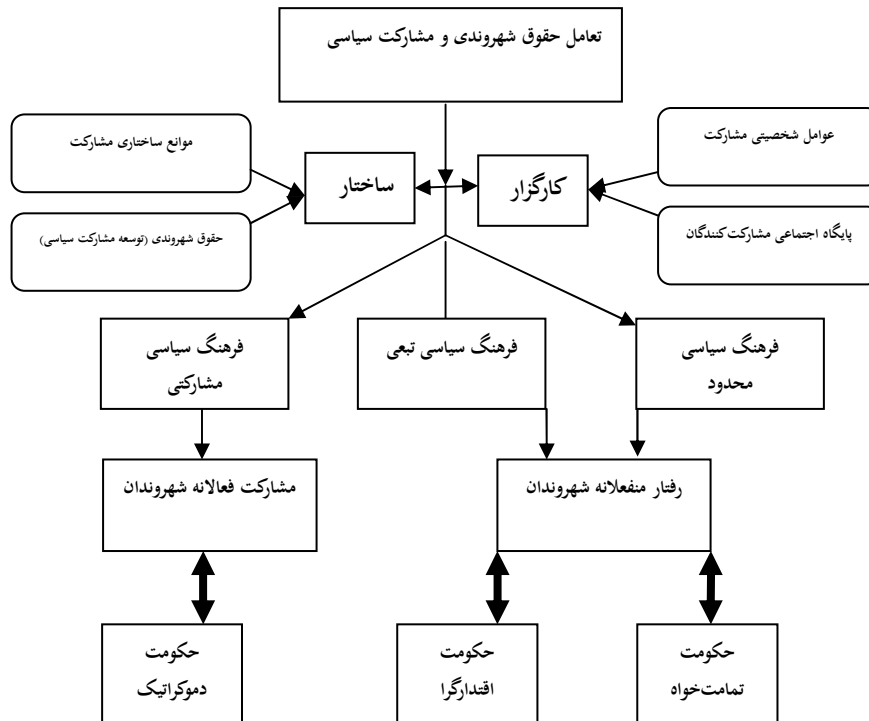 تعامل حقوق شهروندی و مشارکت سیاسی
عوامل شخصیتی مشارکت
موانع ساختاری مشارکت
کارگزار
ساختار
پایگاه اجتماعی مشارکت‌کنندگان
حقوق شهروندی (توسعه مشارکت سیاسی)
فرهنگ سیاسی
محدود
فرهنگ سیاسی تبعی
فرهنگ سیاسی
مشارکتی
رفتار منفعلانه شهروندان
مشارکت فعالانه شهروندان
حکومت
تمامت‌خواه
حکومت
اقتدارگرا
حکومت
دموکراتیک